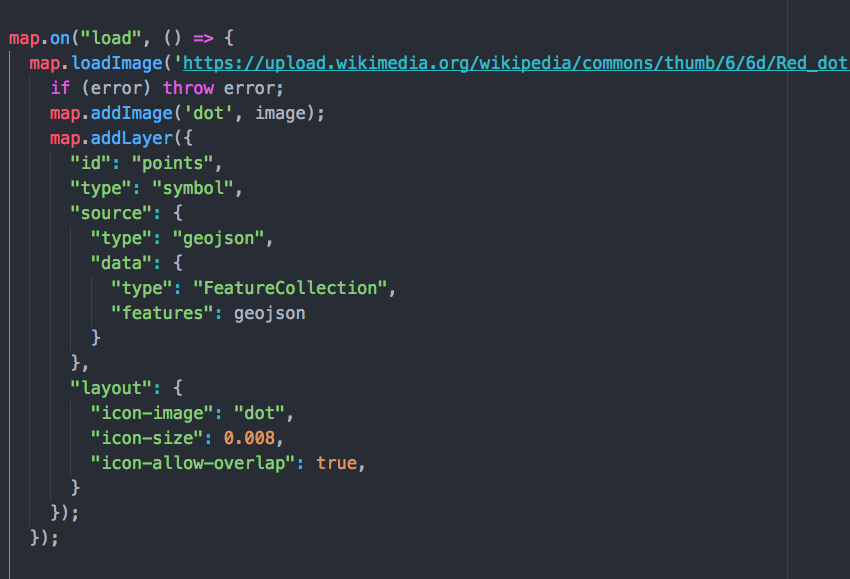 map.on("load", () => {
map.loadImage('https://upload.wikimedia.org/wikipedia/commons/thumb/6/6d/Red_dot
if (error) throw error;
map.addImage('dot', image);
map.addLayer({
"id": "points",
"type": "symbol",
"source": {
"type": "geojson",
"data": {
"type": "FeatureCollection",
"features": geojson
}
},
"layout": {
"icon-image": "dot",
"icon-size": 0.008,
"icon-allow-overlap": true,
}
});
});